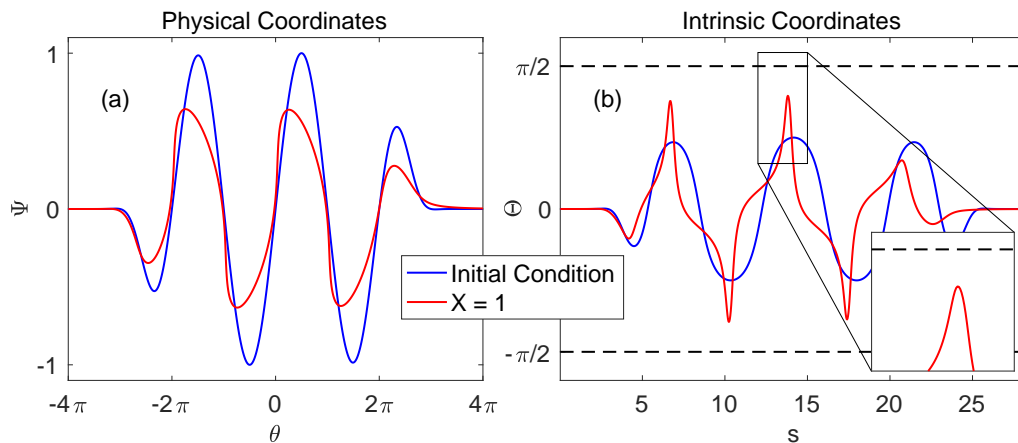 Physical Coordinates
(a)
1
0
-1
Ψ
-4π
-2π
0
2π
4π
θ
Initial Condition
X = 1
Intrinsic Coordinates
(b)
π/2
0
-π/2
Θ
5
10
15
20
25
s